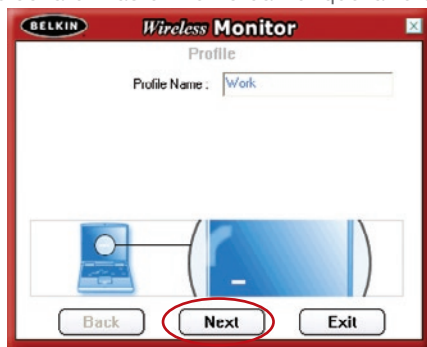 BELKIN Wireless Monitor
Profile
Profile Name : Work
Back Next Exit